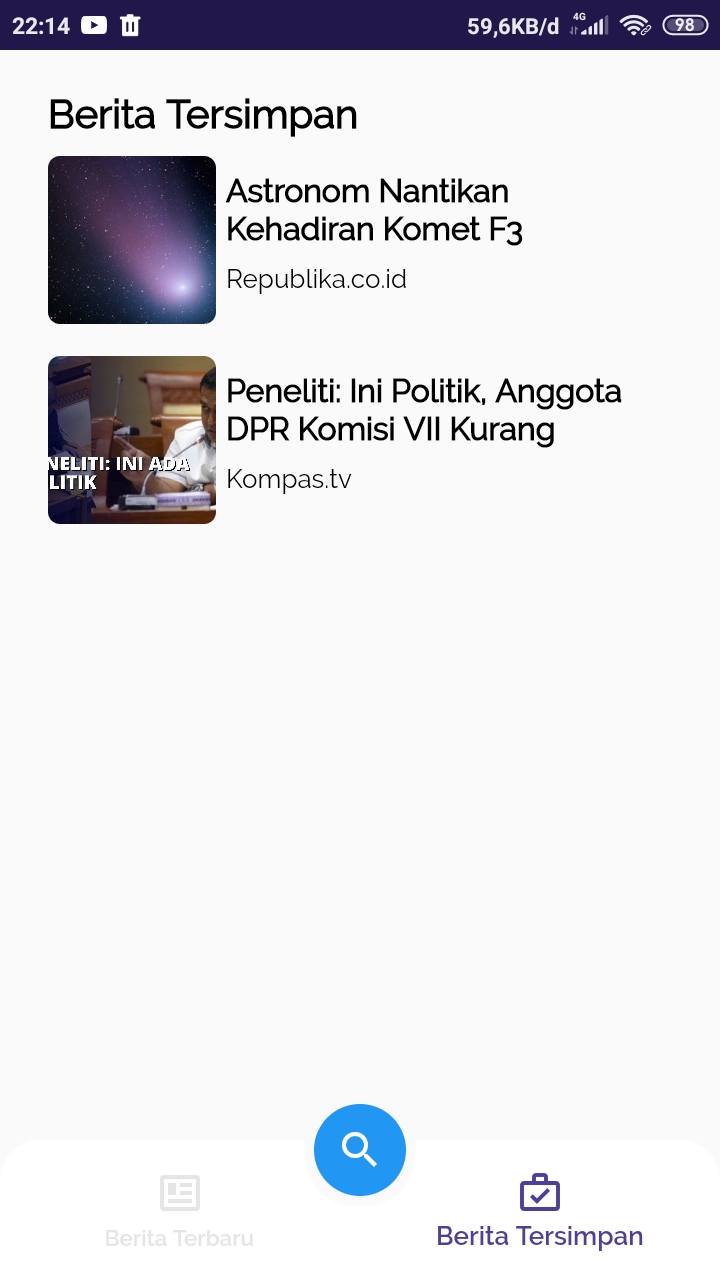 22:14
59,6KB/d 4G 98
Berita Tersimpan
Astronom Nantikan
Kehadiran Komet F3
Republika.co.id
Peneliti: Ini Politik, Anggota
DPR Komisi VII Kurang
NELITI: INI ADA
LITIK
Kompas.tv
Berita Terbaru
Berita Tersimpan